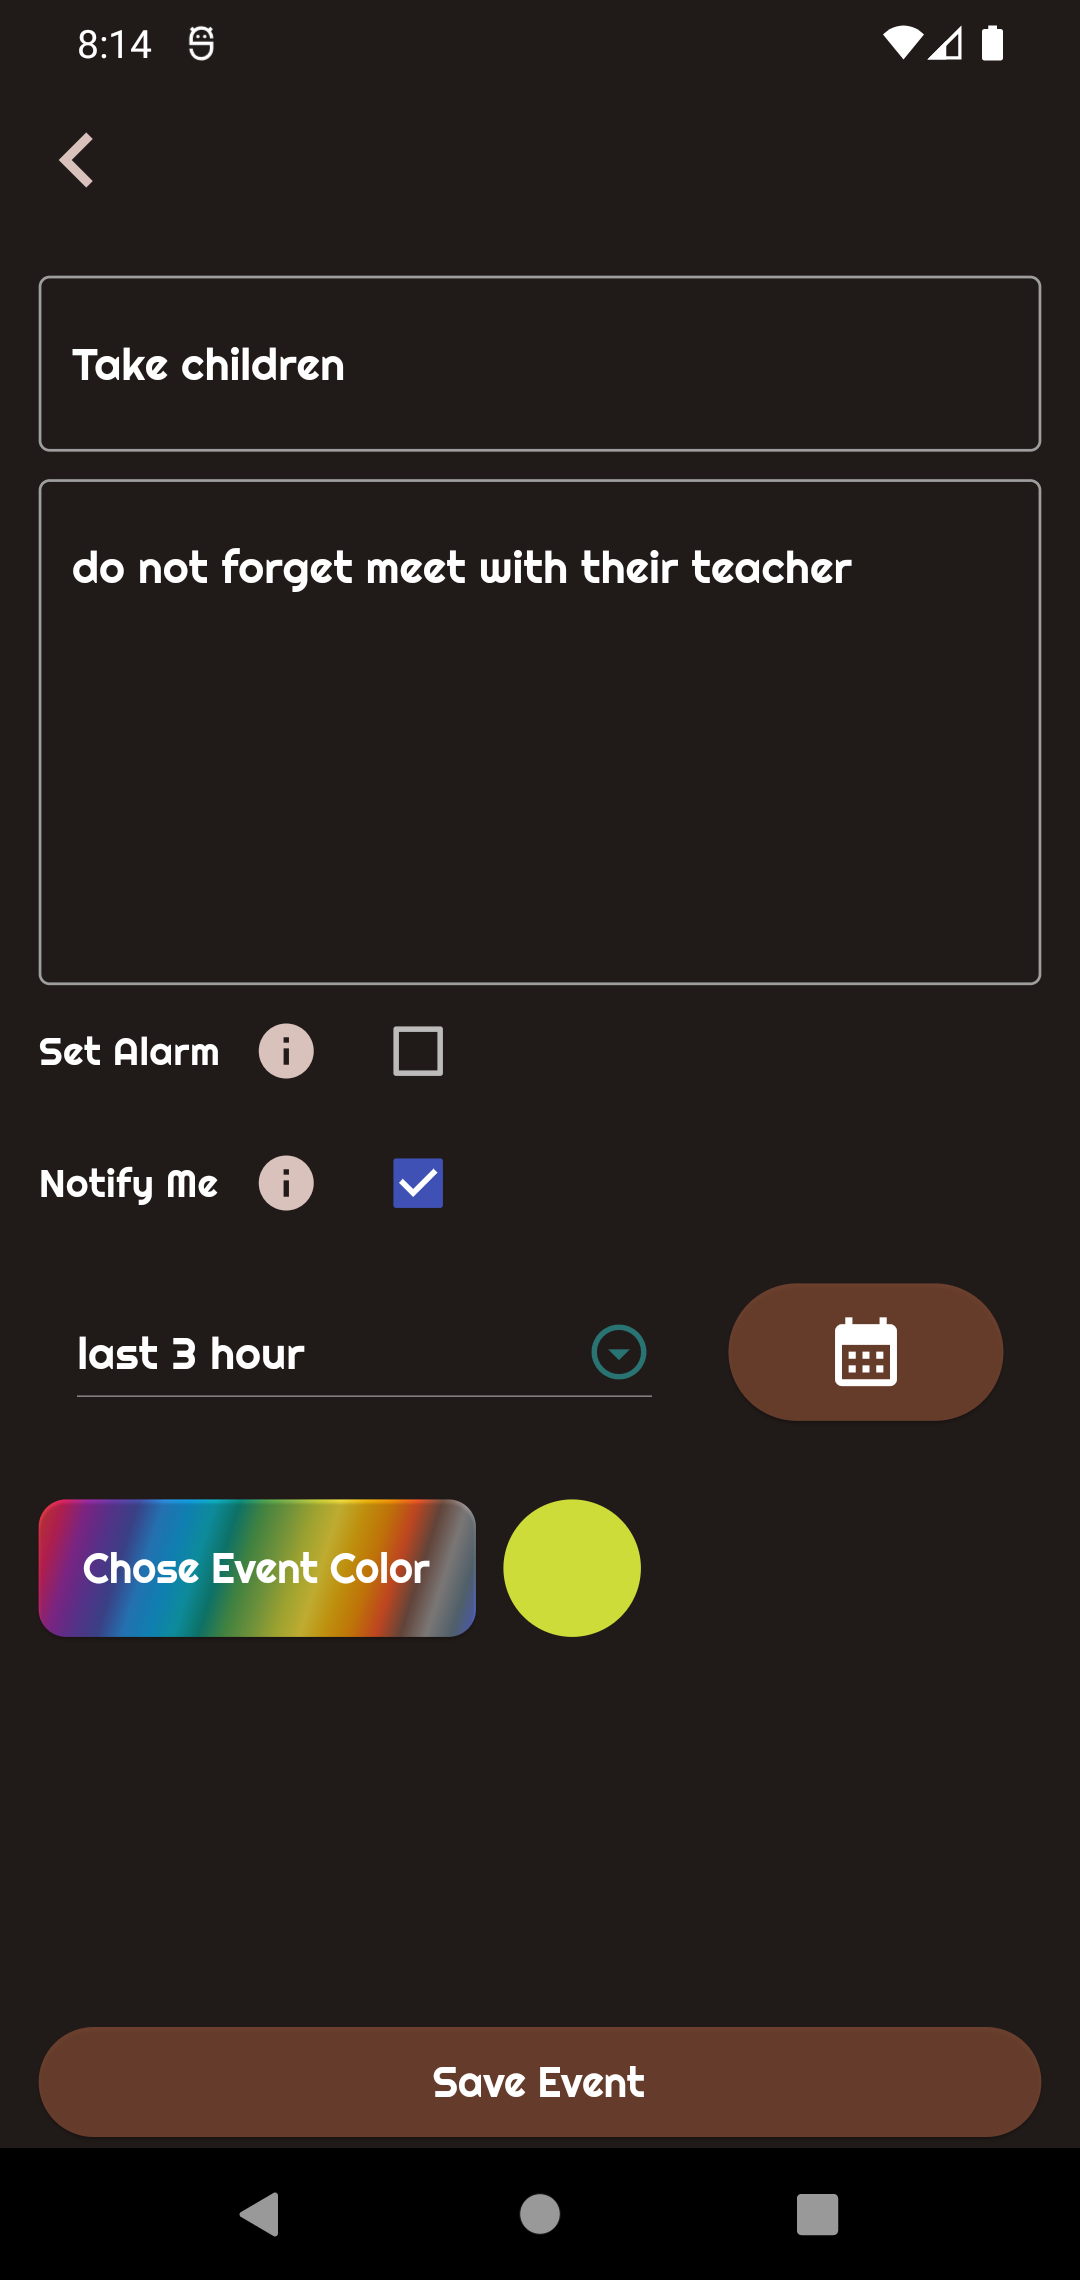 8:14
Take children
do not forget meet with their teacher
Set Alarm
Notify Me
last 3 hour
Chose Event Color
Save Event